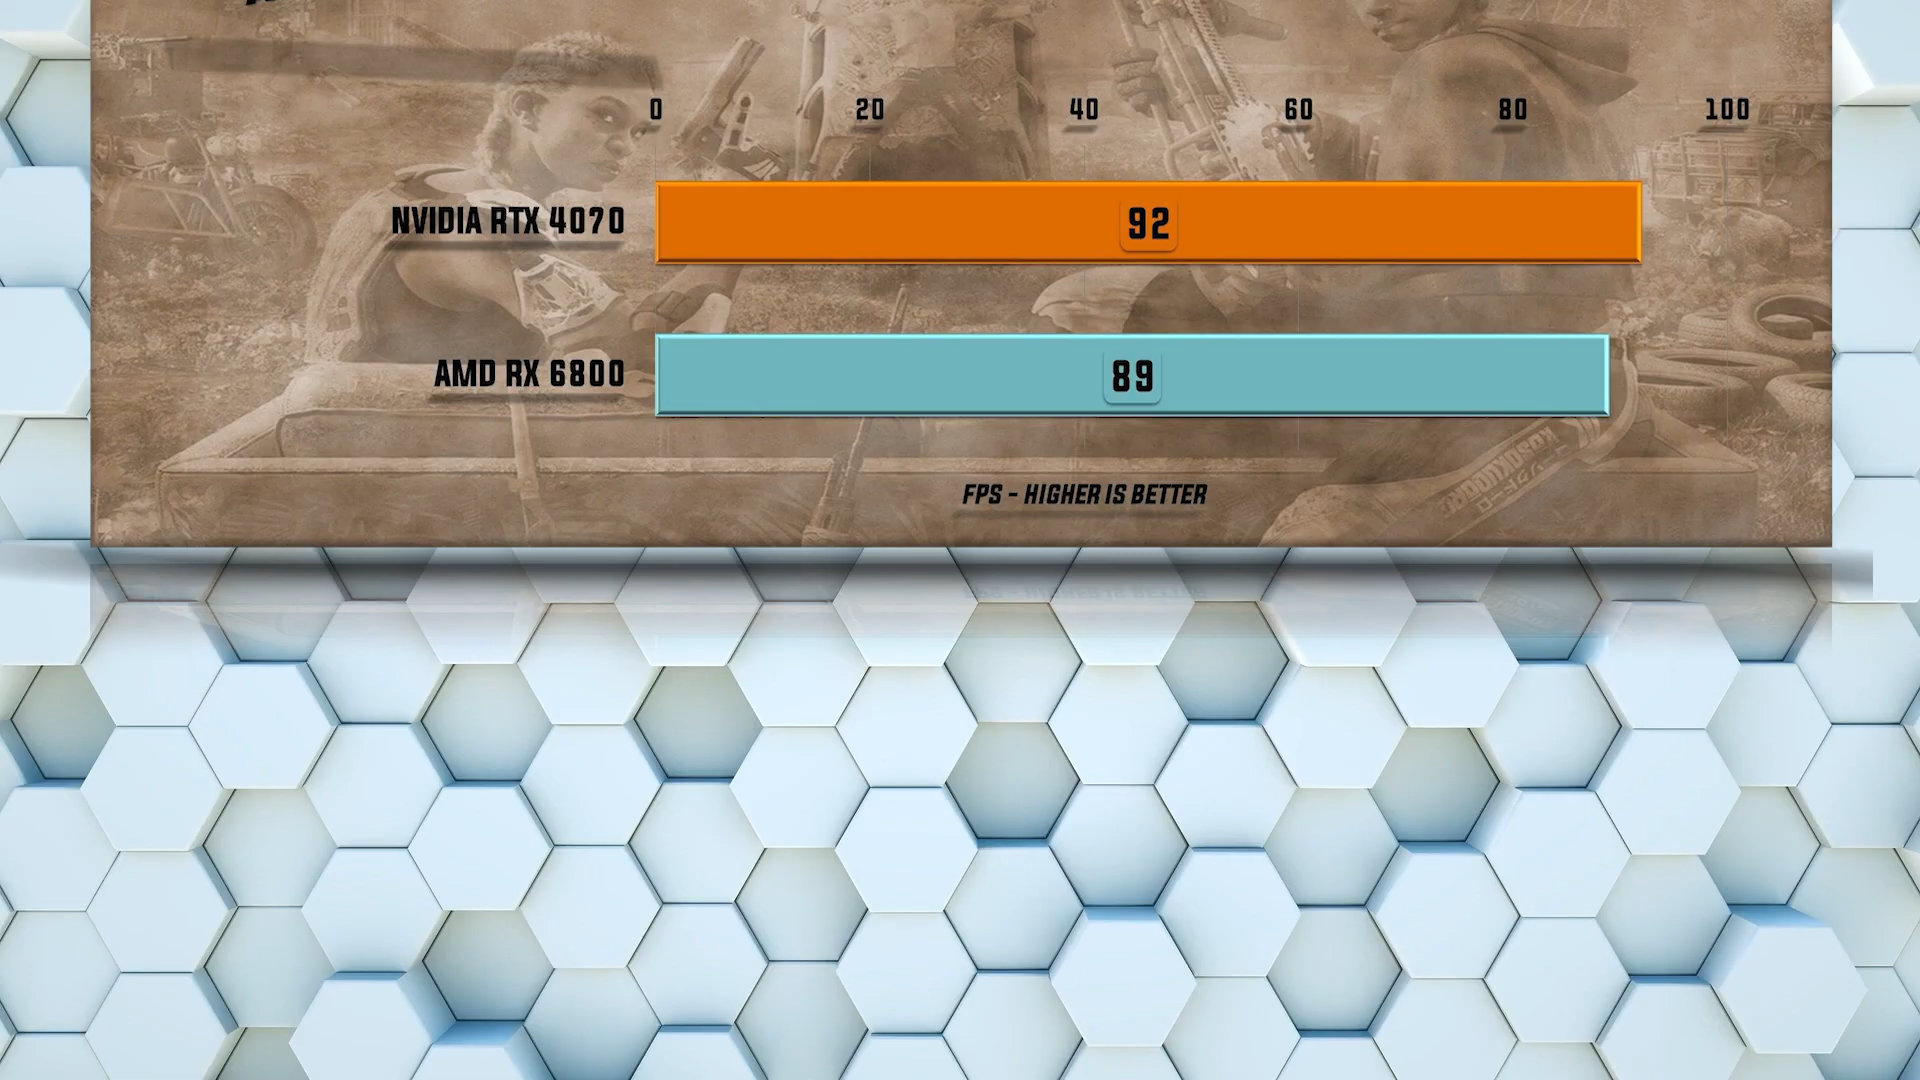 0 20 40 60 80 100
NVIDIA RTX 4070 92
AMD RX 6800 89
FPS - HIGHER IS BETTER